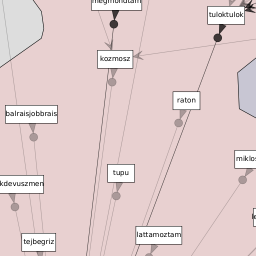 megmondtam
tuloktulok
kozmosz
raton
balraisjobbrais
miklos
tupu
kdevuszmen
lattamoztam
tejbegriz